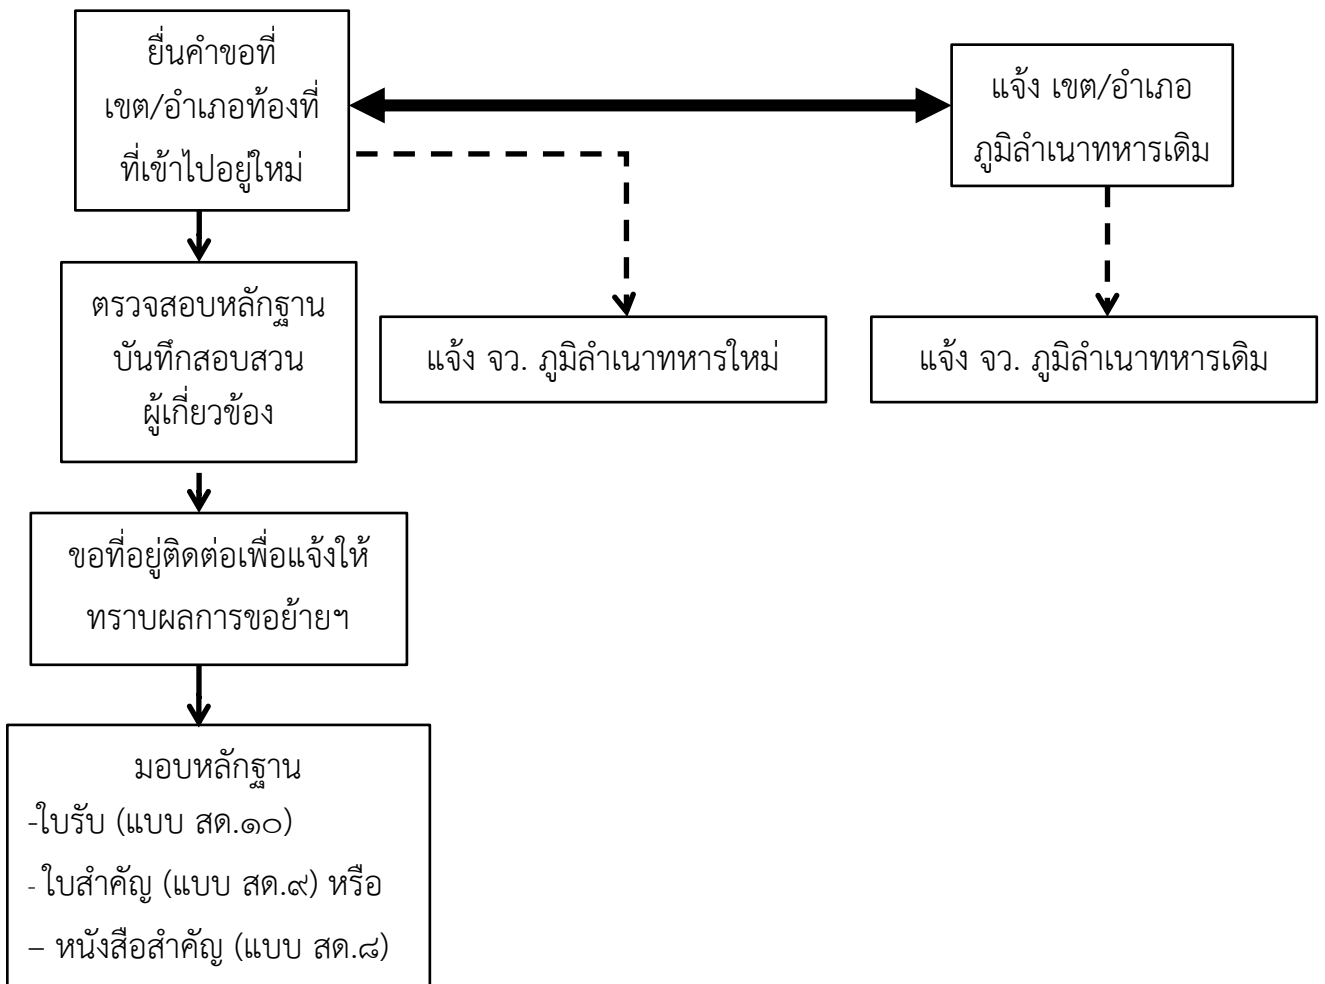 ยื่นคำขอที่
เขต/อำเภอท้องที่
ที่เข้าไปอยู่ใหม่
แจ้ง เขต/อำเภอ
ภูมิลำเนาทหารเดิม
ตรวจสอบหลักฐาน
บันทึกสอบสวน
ผู้เกี่ยวข้อง
แจ้ง จว. ภูมิลำเนาทหารใหม่
แจ้ง จว. ภูมิลำเนาทหารเดิม
ขอที่อยู่ติดต่อเพื่อแจ้งให้
ทราบผลการขอย้ายฯ
มอบหลักฐาน
-ใบรับ (แบบ สด.๑๐)
- ใบสำคัญ (แบบ สด.๙) หรือ
– หนังสือสำคัญ (แบบ สด.๘)